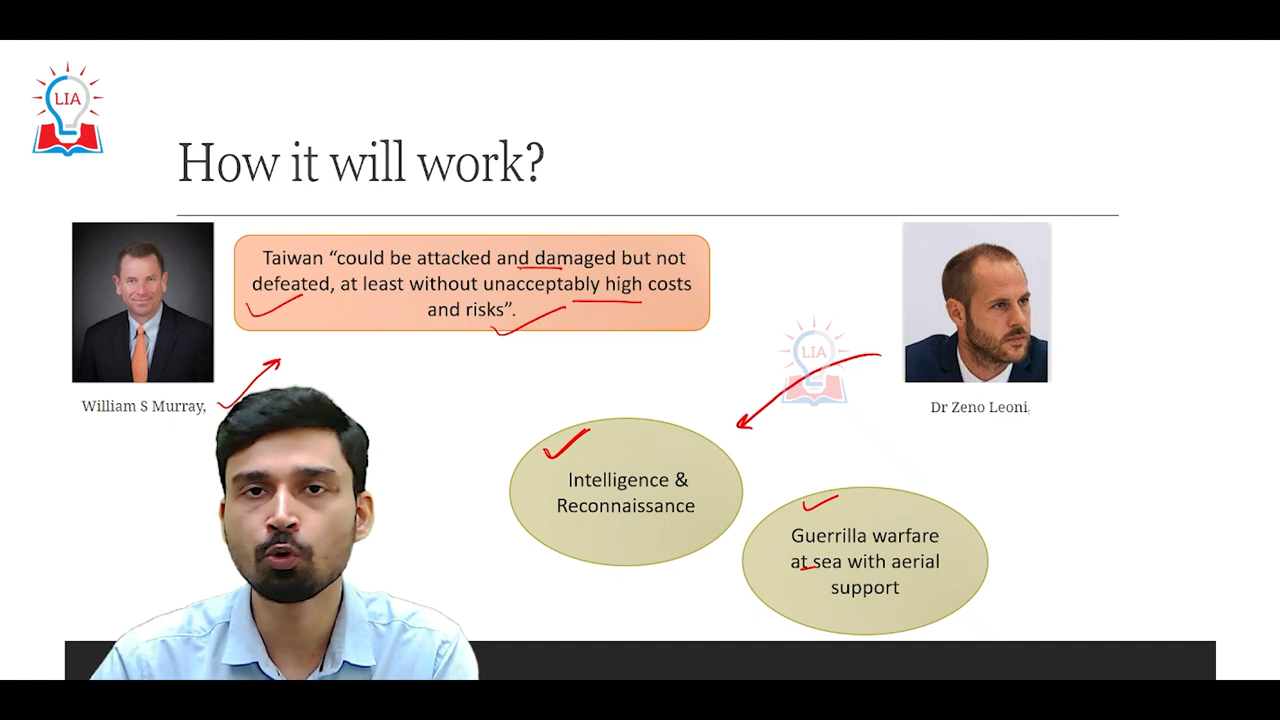 LIA
How it will work?
Taiwan “could be attacked and damaged but not
defeated, at least without unacceptably high costs
and risks”.
William S Murray,
LIA
Dr Zeno Leoni,
Intelligence &
Reconnaissance
Guerrilla warfare
at sea with aerial
support